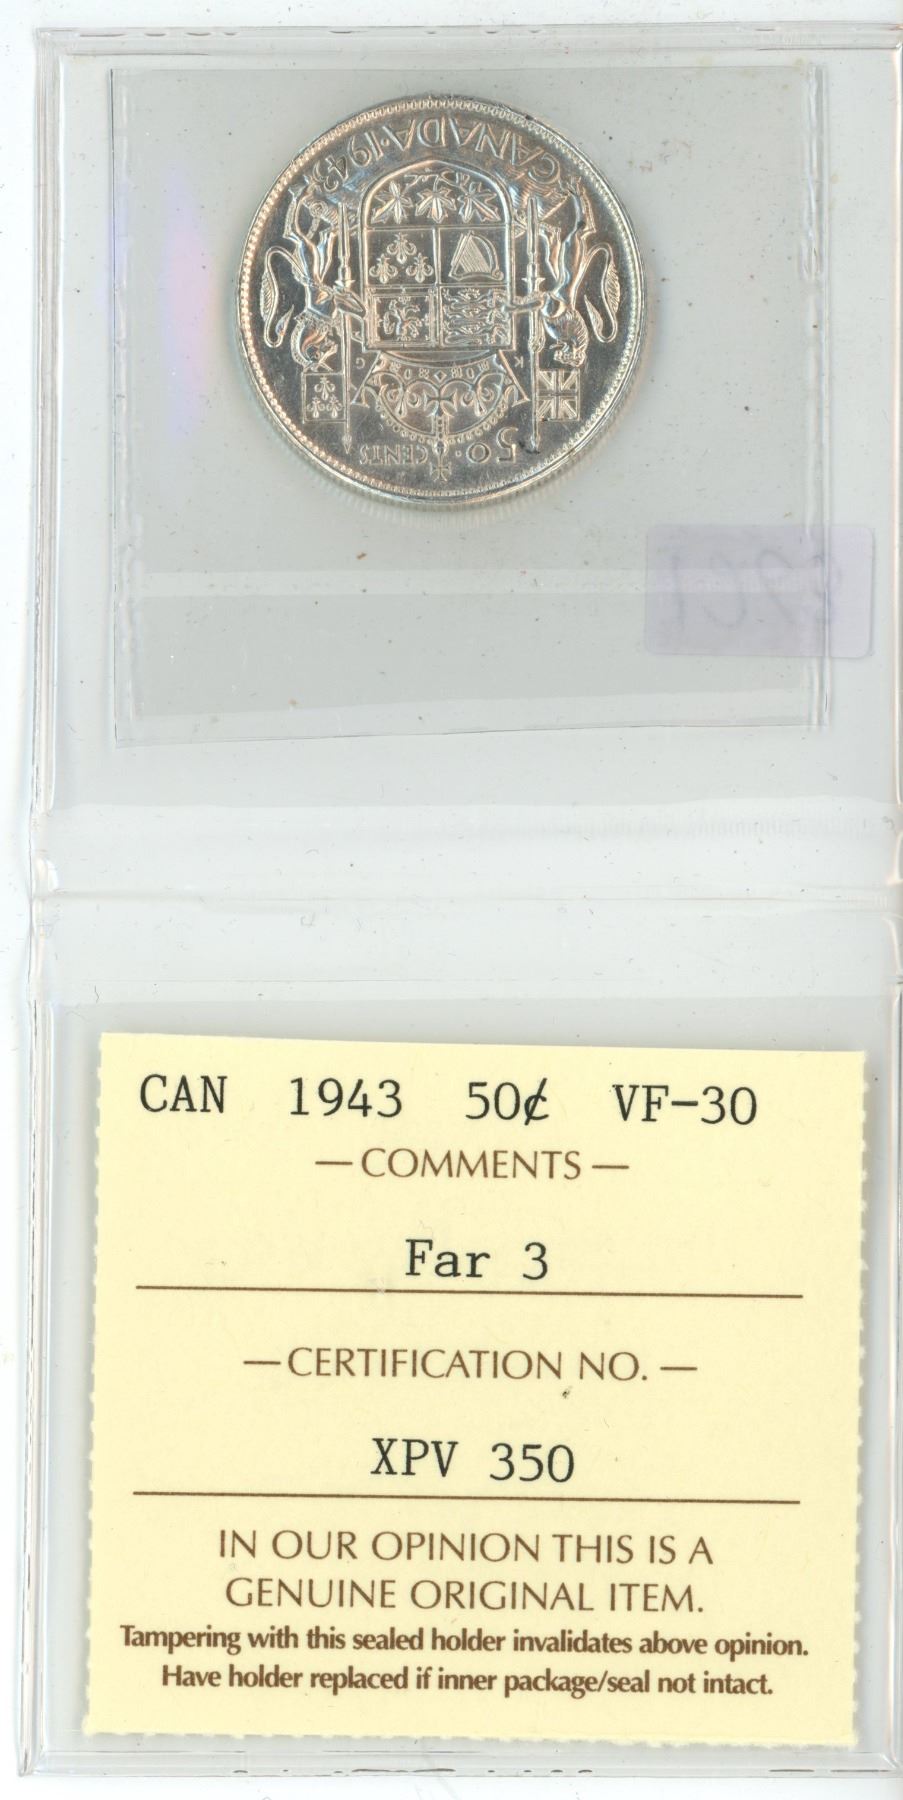 CANADA·1943
K G
50·CENTS
CAN 1943 50¢ VF-30
—COMMENTS—
Far 3
—CERTIFICATION NO.—
XPV 350
IN OUR OPINION THIS IS A
GENUINE ORIGINAL ITEM.
Tampering with this sealed holder invalidates above opinion.
Have holder replaced if inner package/seal not intact.